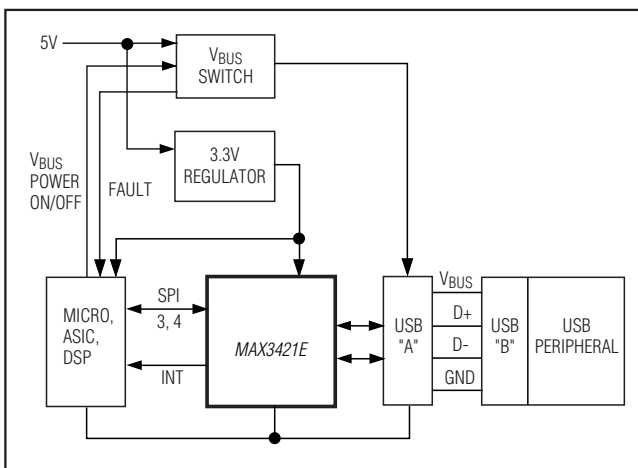 5V
VBUS
SWITCH
3.3V
REGULATOR
VBUS
POWER
ON/OFF
FAULT
MICRO,
ASIC,
DSP
SPI
3, 4
INT
MAX3421E
USB
"A"
VBUS
D+
D-
GND
USB
"B"
USB
PERIPHERAL